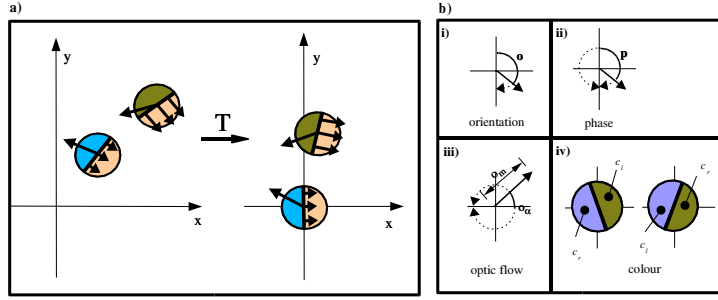 a)
y
x
T
y
x
b)
i)
o
orientation
ii)
p
phase
iii)
o_m
o_α
optic flow
iv)
c_l
c_r
c_r
c_l
colour